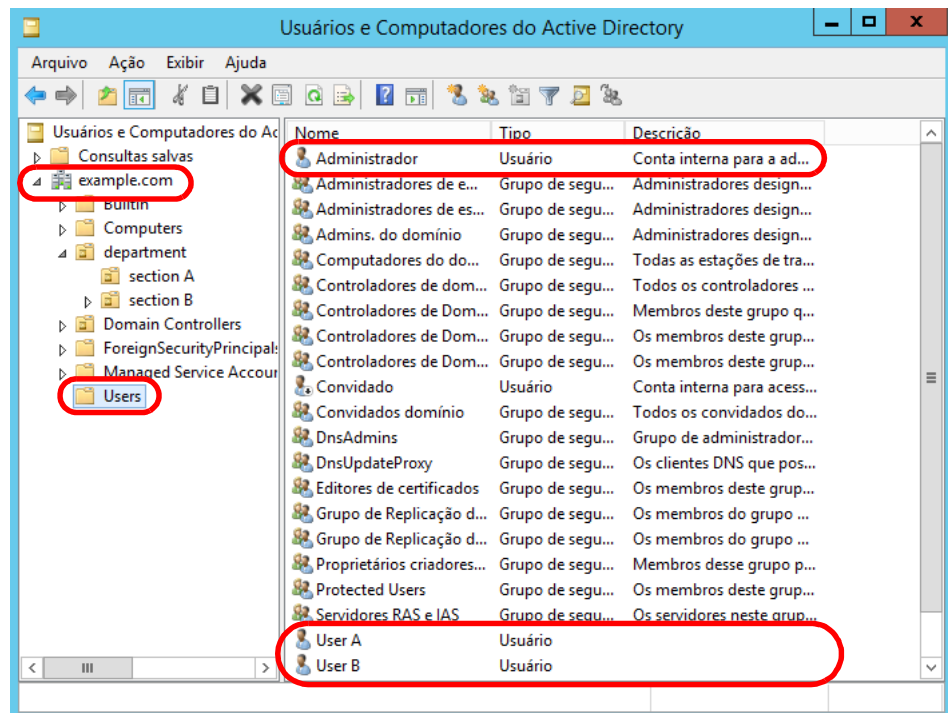 Usuários e Computadores do Active Directory
Arquivo Ação Exibir Ajuda
Usuários e Computadores do Ac
Consultas salvas
example.com
Builtin
Computers
department
section A
section B
Domain Controllers
ForeignSecurityPrincipals
Managed Service Accour
Users
Nome Tipo Descrição
Administrador Usuário Conta interna para a ad...
Administradores de e... Grupo de segu... Administradores design...
Administradores de es... Grupo de segu... Administradores design...
Admins. do domínio Grupo de segu... Administradores design...
Computadores do do... Grupo de segu... Todas as estações de tra...
Controladores de dom... Grupo de segu... Todos os controladores ...
Controladores de Dom... Grupo de segu... Membros deste grupo q...
Controladores de Dom... Grupo de segu... Os membros deste grup...
Controladores de Dom... Grupo de segu... Os membros deste grup...
Convidado Usuário Conta interna para acess...
Convidados domínio Grupo de segu... Todos os convidados do...
DnsAdmins Grupo de segu... Grupo de administrador...
DnsUpdateProxy Grupo de segu... Os clientes DNS que pos...
Editores de certificados Grupo de segu... Os membros deste grup...
Grupo de Replicação d... Grupo de segu... Os membros do grupo ...
Grupo de Replicação d... Grupo de segu... Os membros do grupo ...
Proprietários criadores... Grupo de segu... Membros desse grupo p...
Protected Users Grupo de segu... Os membros deste grup...
Servidores RAS e IAS Grupo de segu... Os servidores neste grup...
User A Usuário
User B Usuário